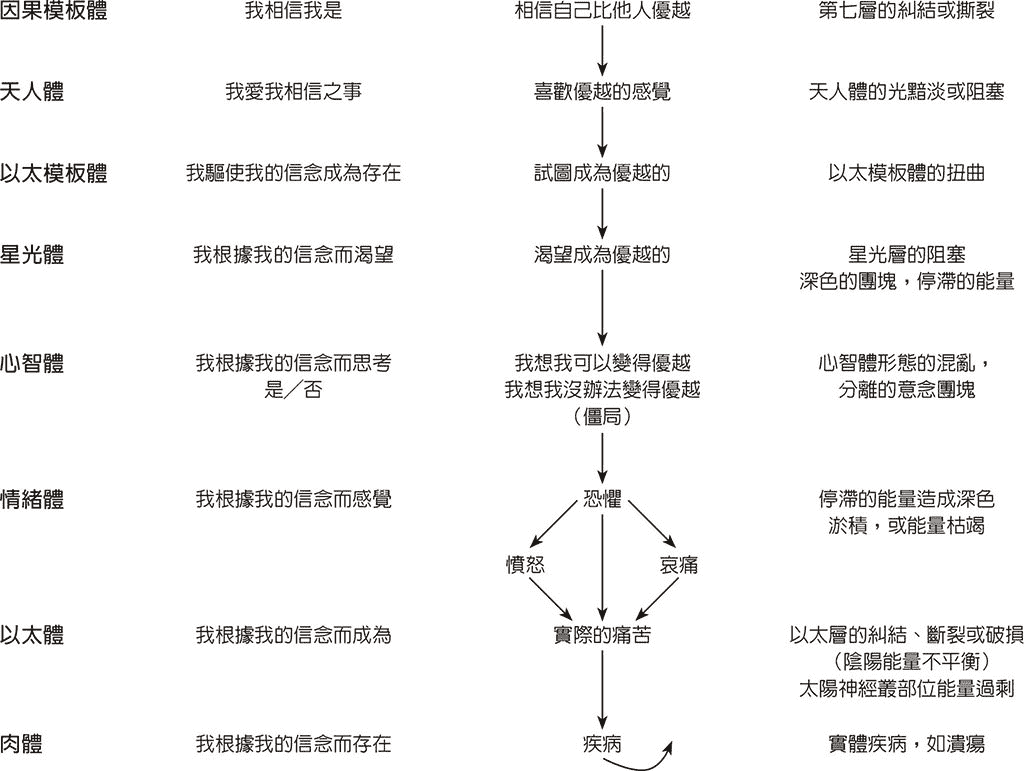 因果模板體 我相信我是 相信自己比他人優越 第七層的糾結或撕裂
天人體 我愛我相信之事 喜歡優越的感覺 天人體的光黯淡或阻塞
以太模板體 我驅使我的信念成為存在 試圖成為優越的 以太模板體的扭曲
星光體 我根據我的信念而渴望 渴望成為優越的 星光層的阻塞
深色的團塊，停滯的能量
心智體 我根據我的信念而思考 我想我可以變得優越 心智體形態的混亂，
是／否 我想我沒辦法變得優越 分離的意念團塊
（僵局）
情緒體 我根據我的信念而感覺 恐懼 停滯的能量造成深色
淤積，或能量枯竭
憤怒 哀痛
以太體 我根據我的信念而成為 實際的痛苦 以太層的糾結、斷裂或破損
（陰陽能量不平衡）
太陽神經叢部位能量過剩
肉體 我根據我的信念而存在 疾病 實體疾病，如潰瘍